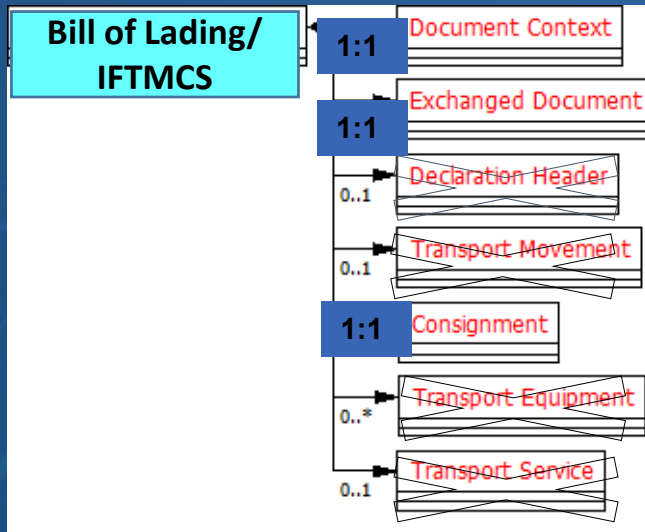 Bill of Lading/
IFTMCS
1:1
Document Context
1:1
Exchanged Document
0..1
Declaration Header
0..1
Transport Movement
1:1
Consignment
0..*
Transport Equipment
0..1
Transport Service